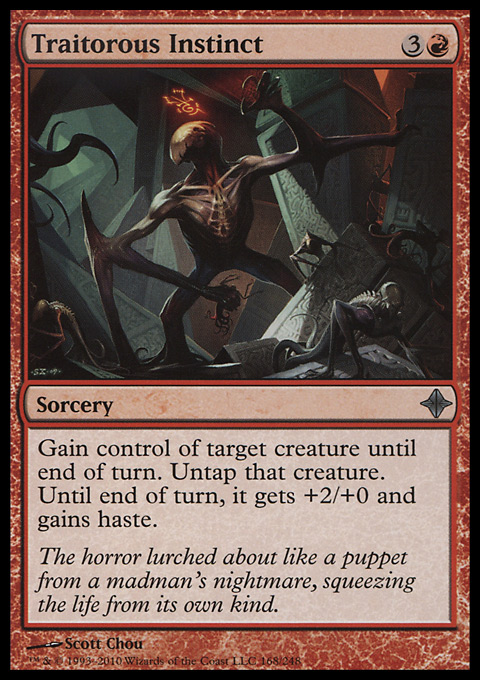 Traitorous Instinct 3
Sorcery
Gain control of target creature until
end of turn. Untap that creature.
Until end of turn, it gets +2/+0 and
gains haste.
The horror lurched about like a puppet
from a madman's nightmare, squeezing
the life from its own kind.
Scott Chou
™ & © 1993–2010 Wizards of the Coast LLC 168/248